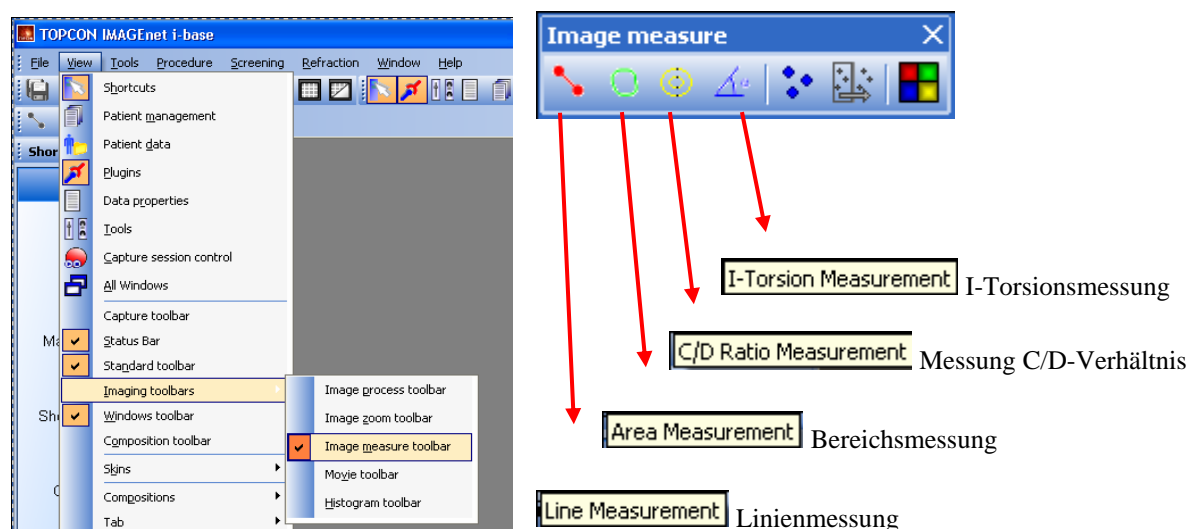 TOPCON IMAGEnet i-base
File View Tools Procedure Screening Refraction Window Help
Shortcuts
Patient management
Patient data
Plugins
Data properties
Tools
Capture session control
All Windows
Capture toolbar
Status Bar
Standard toolbar
Imaging toolbars
Windows toolbar
Composition toolbar
Skins
Compositions
Tab
Image process toolbar
Image zoom toolbar
Image measure toolbar
Movie toolbar
Histogram toolbar
Shor
Ma
Sho
Image measure
I-Torsion Measurement I-Torsionsmessung
C/D Ratio Measurement Messung C/D-Verhältnis
Area Measurement Bereichsmessung
Line Measurement Linienmessung